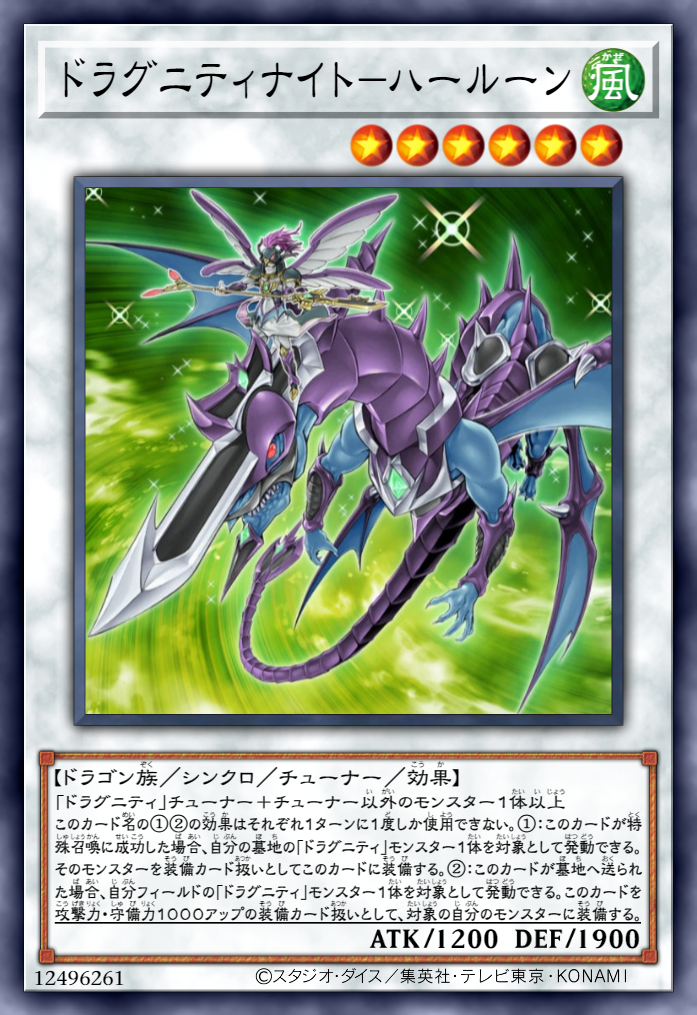 ドラグニティナイト－ハールーン
かぜ
風
【ドラゴン族／シンクロ／チューナー／効果】
「ドラグニティ」チューナー＋チューナー以外のモンスター1体以上
このカード名の①②の効果はそれぞれ1ターンに1度しか使用できない。①：このカードが特
殊召喚に成功した場合、自分の墓地の「ドラグニティ」モンスター1体を対象として発動できる。
そのモンスターを装備カード扱いとしてこのカードに装備する。②：このカードが墓地へ送られ
た場合、自分フィールドの「ドラグニティ」モンスター1体を対象として発動できる。このカードを
攻撃力・守備力1000アップの装備カード扱いとして、対象の自分のモンスターに装備する。
ATK/1200 DEF/1900
12496261 ©スタジオ・ダイス／集英社・テレビ東京・KONAMI